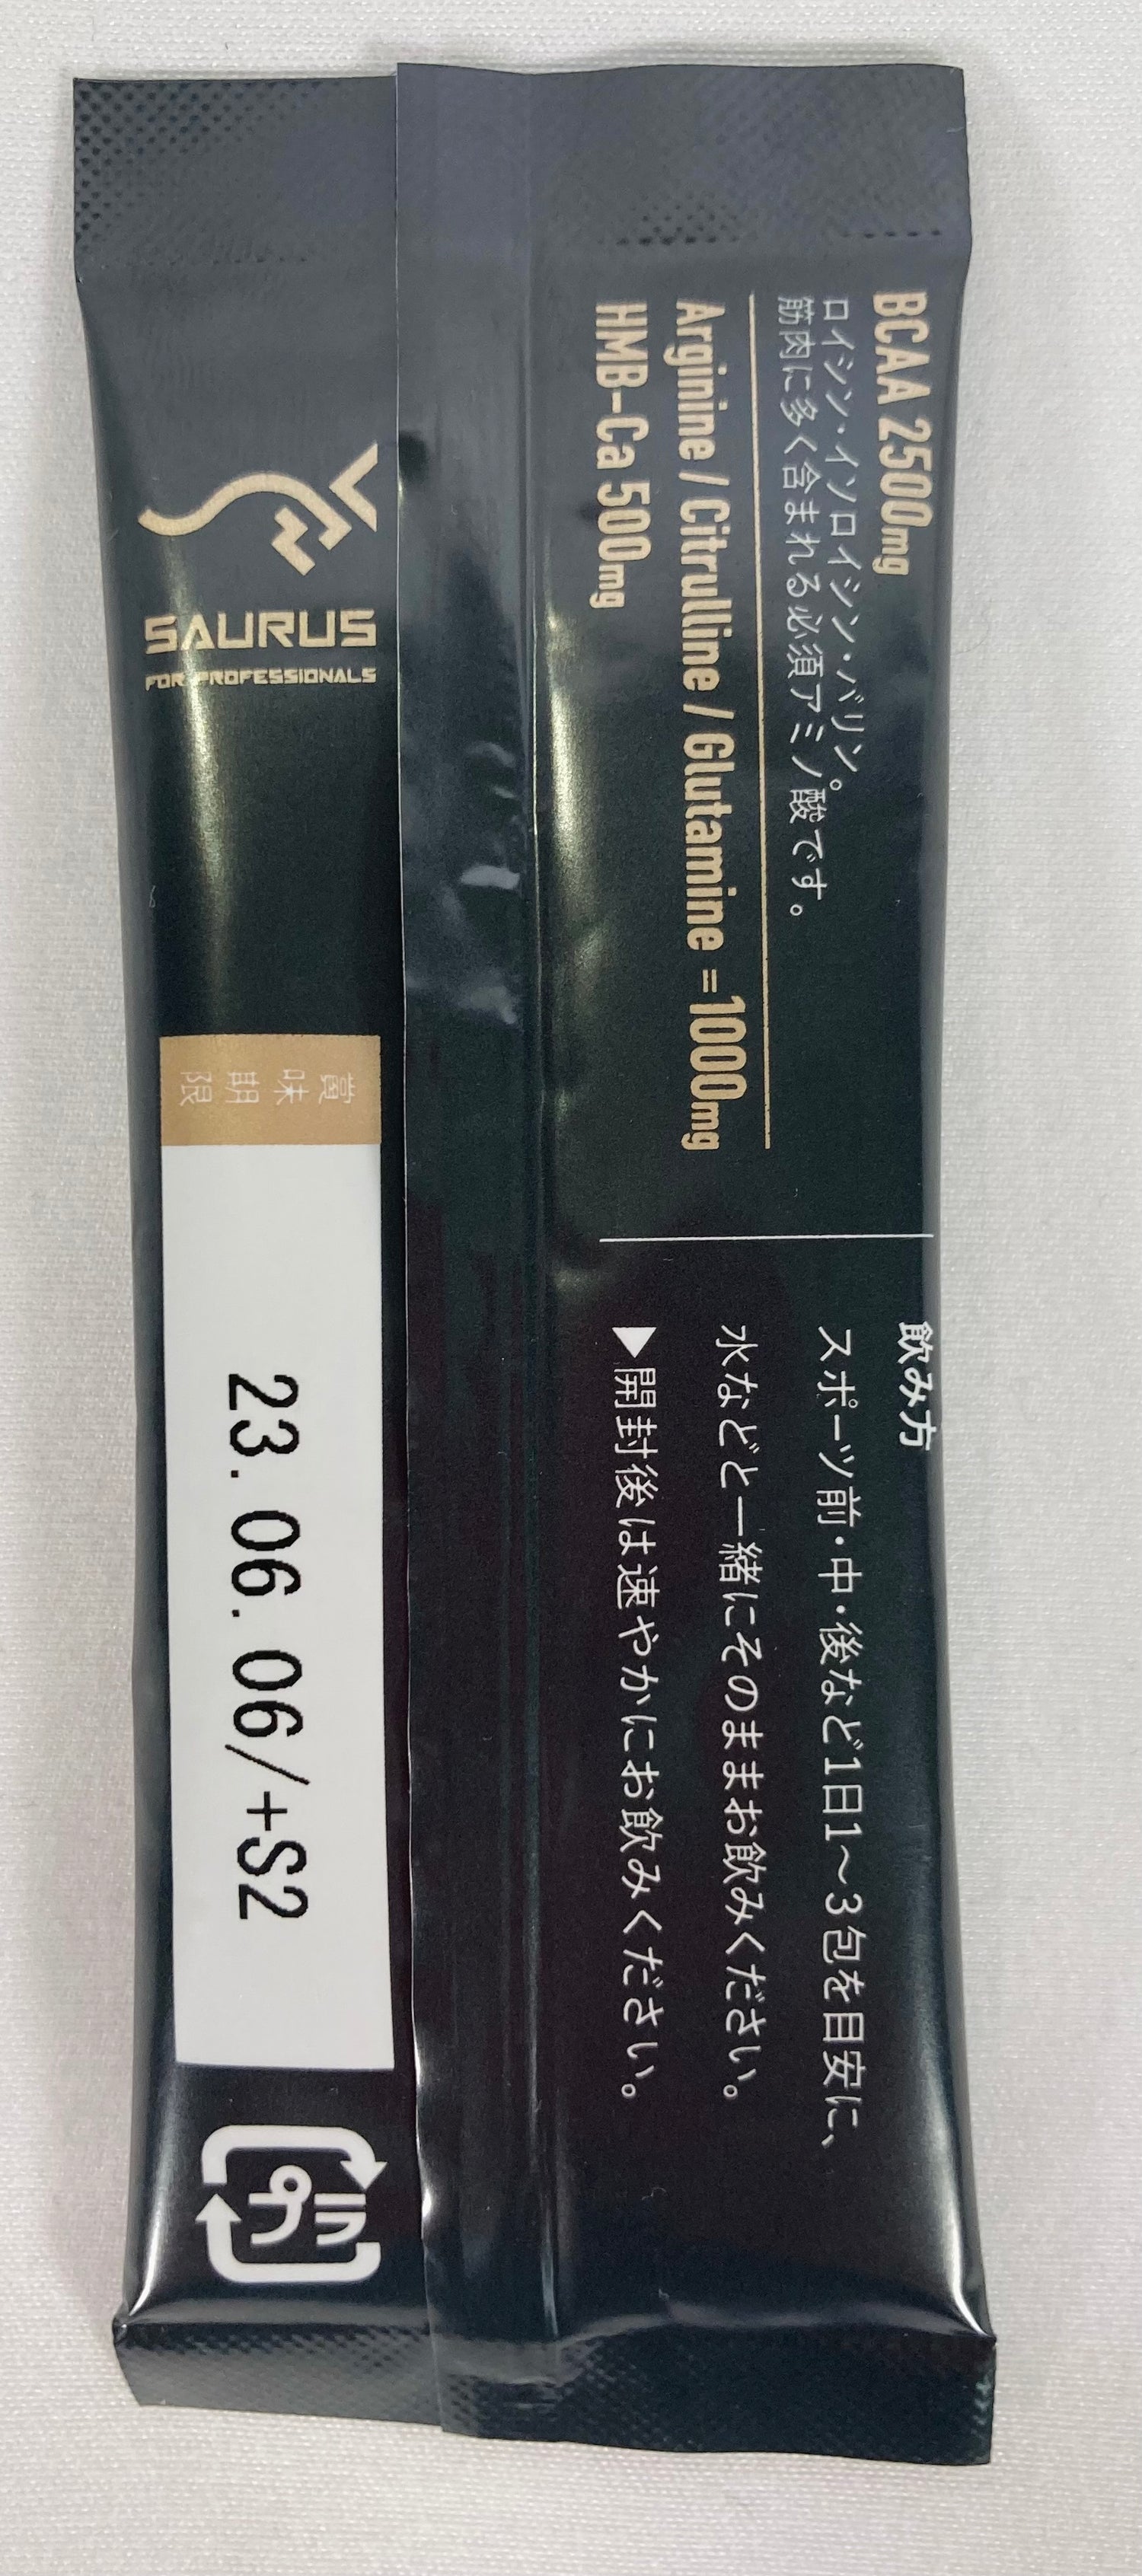 BCAA 2500mg
ロイシン・イソロイシン・バリン。
筋肉に多く含まれる必須アミノ酸です。
Arginine / Citrulline / Glutamine = 1000mg
HMB-Ca 500mg
飲み方
スポーツ前・中・後など1日1〜3包を目安に、
水などと一緒にそのままお飲みください。
▶開封後は速やかにお飲みください。
SAURUS
FOR PROFESSIONALS
賞味
期限
23. 06. 06/+S2
プラ